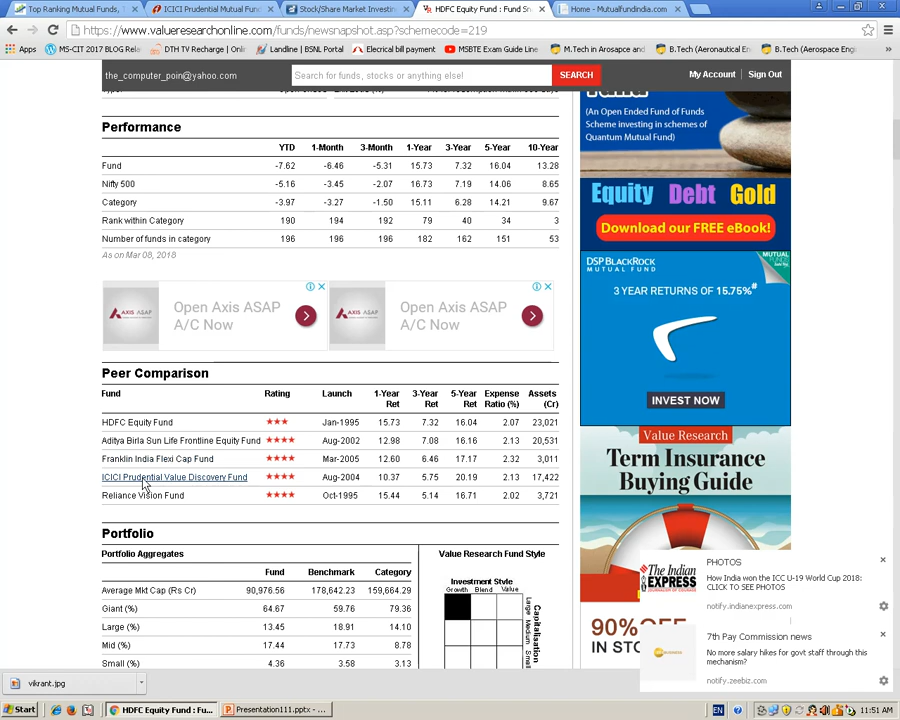 Top Ranking Mutual Funds,
ICICI Prudential Mutual Fund:
Stock/Share Market Investing
HDFC Equity Fund : Fund Sn
Home - Mutualfundindia.com
https://www.valueresearchonline.com/funds/newsnapshot.asp?schemecode=219
Apps
MS-CIT 2017 BLOG Rela
DTH TV Recharge | Onlin
Landline | BSNL Portal
Elecrical bill payment
MSBTE Exam Guide Line
M.Tech in Arosapce and
B.Tech (Aeronautical En
B.Tech (Aerospace Eng
the_computer_poin@yahoo.com
Search for funds, stocks or anything else!
SEARCH
My Account
Sign Out
Performance
YTD 1-Month 3-Month 1-Year 3-Year 5-Year 10-Year
Fund -7.62 -6.46 -5.31 15.73 7.32 16.04 13.28
Nifty 500 -5.16 -3.45 -2.07 16.73 7.19 14.06 8.65
Category -3.97 -3.27 -1.50 15.11 6.28 14.21 9.67
Rank within Category 190 194 192 79 40 34 3
Number of funds in category 196 196 196 182 162 151 53
As on Mar 08, 2018
Open Axis ASAP
A/C Now
AXIS ASAP
Open Axis ASAP
A/C Now
AXIS ASAP
Peer Comparison
Fund Rating Launch 1-Year Ret 3-Year Ret 5-Year Ret Expense Ratio (%) Assets (Cr)
HDFC Equity Fund ★★★ Jan-1995 15.73 7.32 16.04 2.07 23,021
Aditya Birla Sun Life Frontline Equity Fund ★★★★ Aug-2002 12.98 7.08 16.16 2.13 20,531
Franklin India Flexi Cap Fund ★★★★ Mar-2005 12.60 6.46 17.17 2.32 3,011
ICICI Prudential Value Discovery Fund ★★★★ Aug-2004 10.37 5.75 20.19 2.13 17,422
Reliance Vision Fund ★★★★ Oct-1995 15.44 5.14 16.71 2.02 3,721
Portfolio
Portfolio Aggregates
Fund Benchmark Category
Average Mkt Cap (Rs Cr) 90,976.56 178,642.23 159,664.29
Giant (%) 64.67 59.76 79.36
Large (%) 13.45 18.91 14.10
Mid (%) 17.44 17.73 8.78
Small (%) 4.36 3.58 3.13
Value Research Fund Style
Investment Style
Growth Blend Value
Capitalisation
Large Medium Small
(An Open Ended Fund of Funds
Scheme investing in schemes of
Quantum Mutual Fund)
Equity Debt Gold
Download our FREE eBook!
DSP BLACKROCK
MUTUAL FUND
MUTUAL
3 YEAR RETURNS OF 15.75%#
INVEST NOW
Value Research
Term Insurance
Buying Guide
90% OF
IN STO
The Indian
EXPRESS
PHOTOS
How India won the ICC U-19 World Cup 2018:
CLICK TO SEE PHOTOS
notify.indianexpress.com
7th Pay Commission news
No more salary hikes for govt staff through this
mechanism?
notify.zeebiz.com
vikrant.jpg
Start
HDFC Equity Fund : Fu...
Presentation111.pptx - ...
EN
11:51 AM